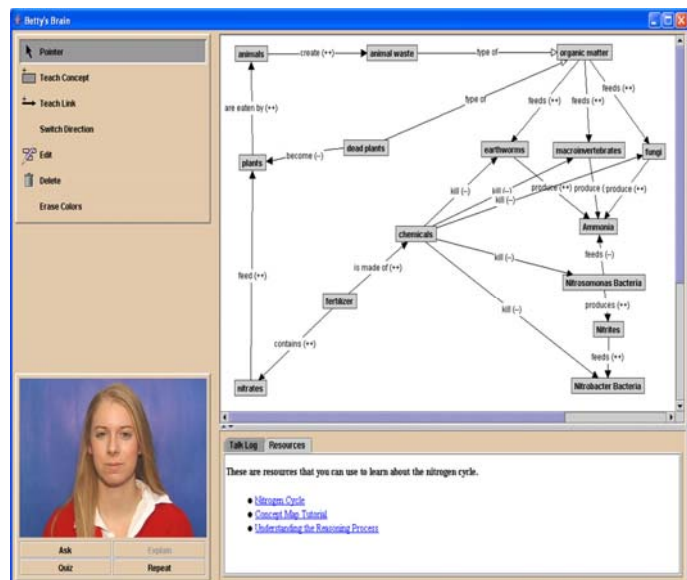 Betty's Brain
Pointer
Teach Concept
Teach Link
Switch Direction
Edit
Delete
Erase Colors
animals
create (++)
animal waste
type of
organic matter
are eaten by (++)
type of
feeds (++)
feeds (++)
feeds (++)
plants
become (--)
dead plants
earthworms
macroinvertebrates
fungi
kill (--)
kill (--)
kill (--)
produce (++)
produce (
produce (++)
chemicals
Ammonia
feed (++)
is made of (++)
kill (--)
feeds (--)
fertilizer
Nitrosomonas Bacteria
kill (--)
produces (++)
contains (++)
Nitrites
feeds (++)
nitrates
Nitrobacter Bacteria
Talk Log
Resources
These are resources that you can use to learn about the nitrogen cycle.
Nitrogen Cycle
Concept Map Tutorial
Understanding the Reasoning Process
Ask
Explain
Quiz
Repeat